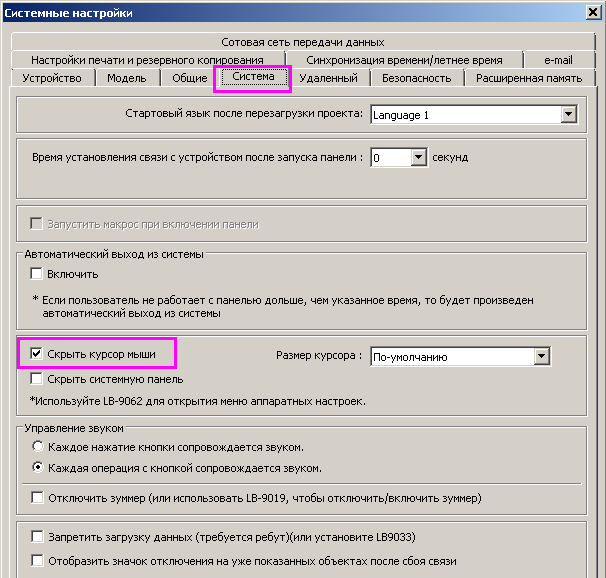 Системные настройки
Сотовая сеть передачи данных
Настройки печати и резервного копирования Синхронизация времени/летнее время e-mail
Устройство Модель Общие Система Удаленный Безопасность Расширенная память
Стартовый язык после перезагрузки проекта: Language 1
Время установления связи с устройством после запуска панели : 0 секунд
Запустить макрос при включении панели
Автоматический выход из системы
Включить
* Если пользователь не работает с панелью дольше, чем указанное время, то будет произведен
автоматический выход из системы
Скрыть курсор мыши Размер курсора : По-умолчанию
Скрыть системную панель
*Используйте LB-9062 для открытия меню аппаратных настроек.
Управление звуком
Каждое нажатие кнопки сопровождается звуком.
Каждая операция с кнопкой сопровождается звуком.
Отключить зуммер (или использовать LB-9019, чтобы отключить/включить зуммер)
Запретить загрузку данных (требуется ребут)(или установите LB9033)
Отобразить значок отключения на уже показанных объектах после сбоя связи